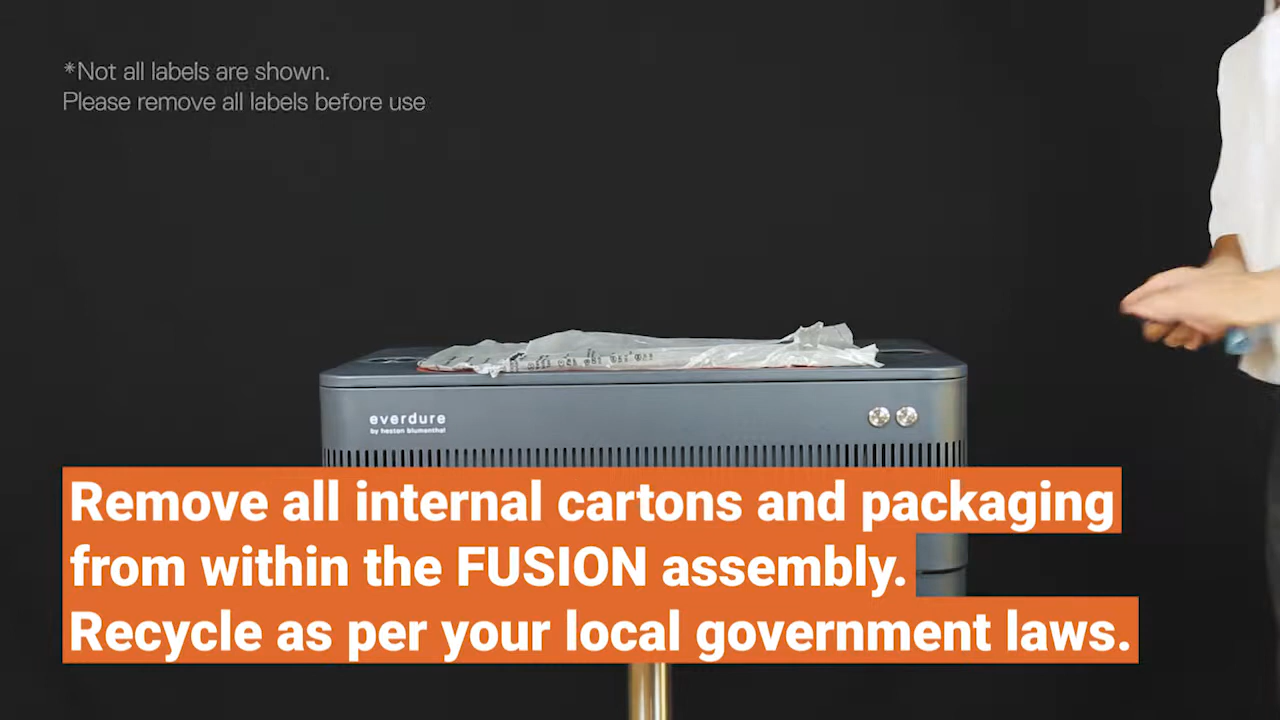 *Not all labels are shown.
Please remove all labels before use
everdure
by heston blumenthal
Remove all internal cartons and packaging
from within the FUSION assembly.
Recycle as per your local government laws.